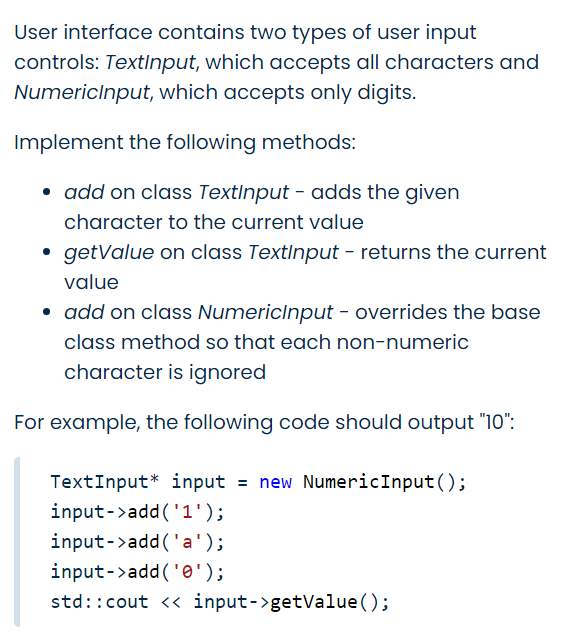 User interface contains two types of user input
controls: TextInput, which accepts all characters and
NumericInput, which accepts only digits.
Implement the following methods:
• add on class TextInput - adds the given
character to the current value
• getValue on class TextInput - returns the current
value
• add on class NumericInput - overrides the base
class method so that each non-numeric
character is ignored
For example, the following code should output "10":
TextInput* input = new NumericInput();
input->add('1');
input->add('a');
input->add('0');
std::cout << input->getValue();